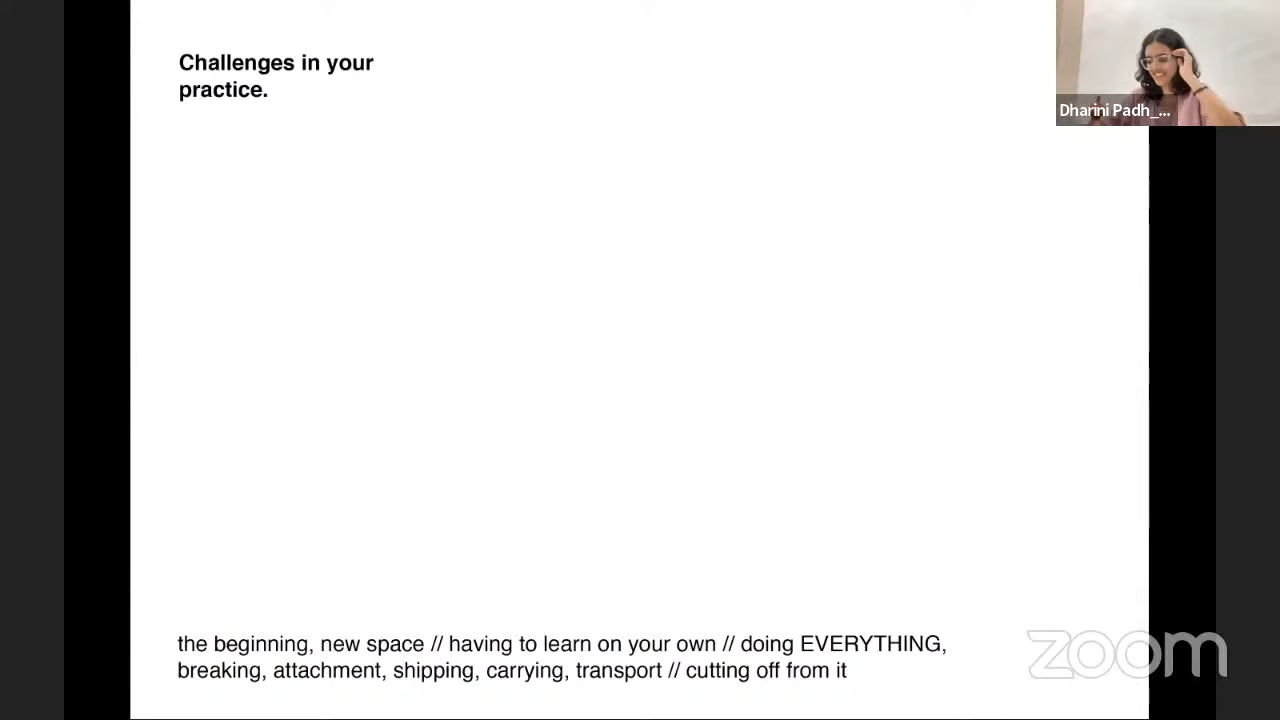 Challenges in your
practice.
Dharini Padh_...
the beginning, new space // having to learn on your own // doing EVERYTHING,
breaking, attachment, shipping, carrying, transport // cutting off from it
zoom